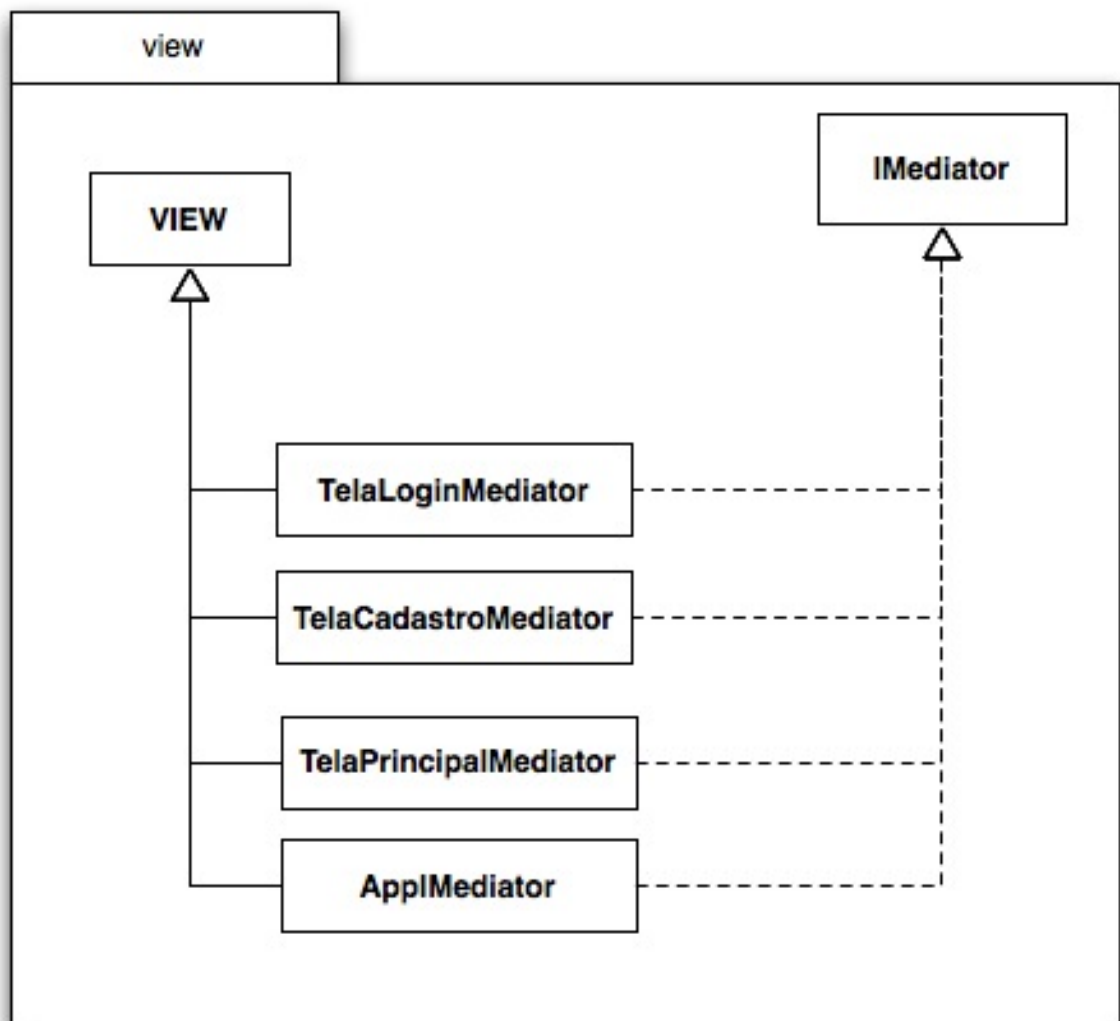 view
VIEW
IMediator
TelaLoginMediator
TelaCadastroMediator
TelaPrincipalMediator
ApplMediator